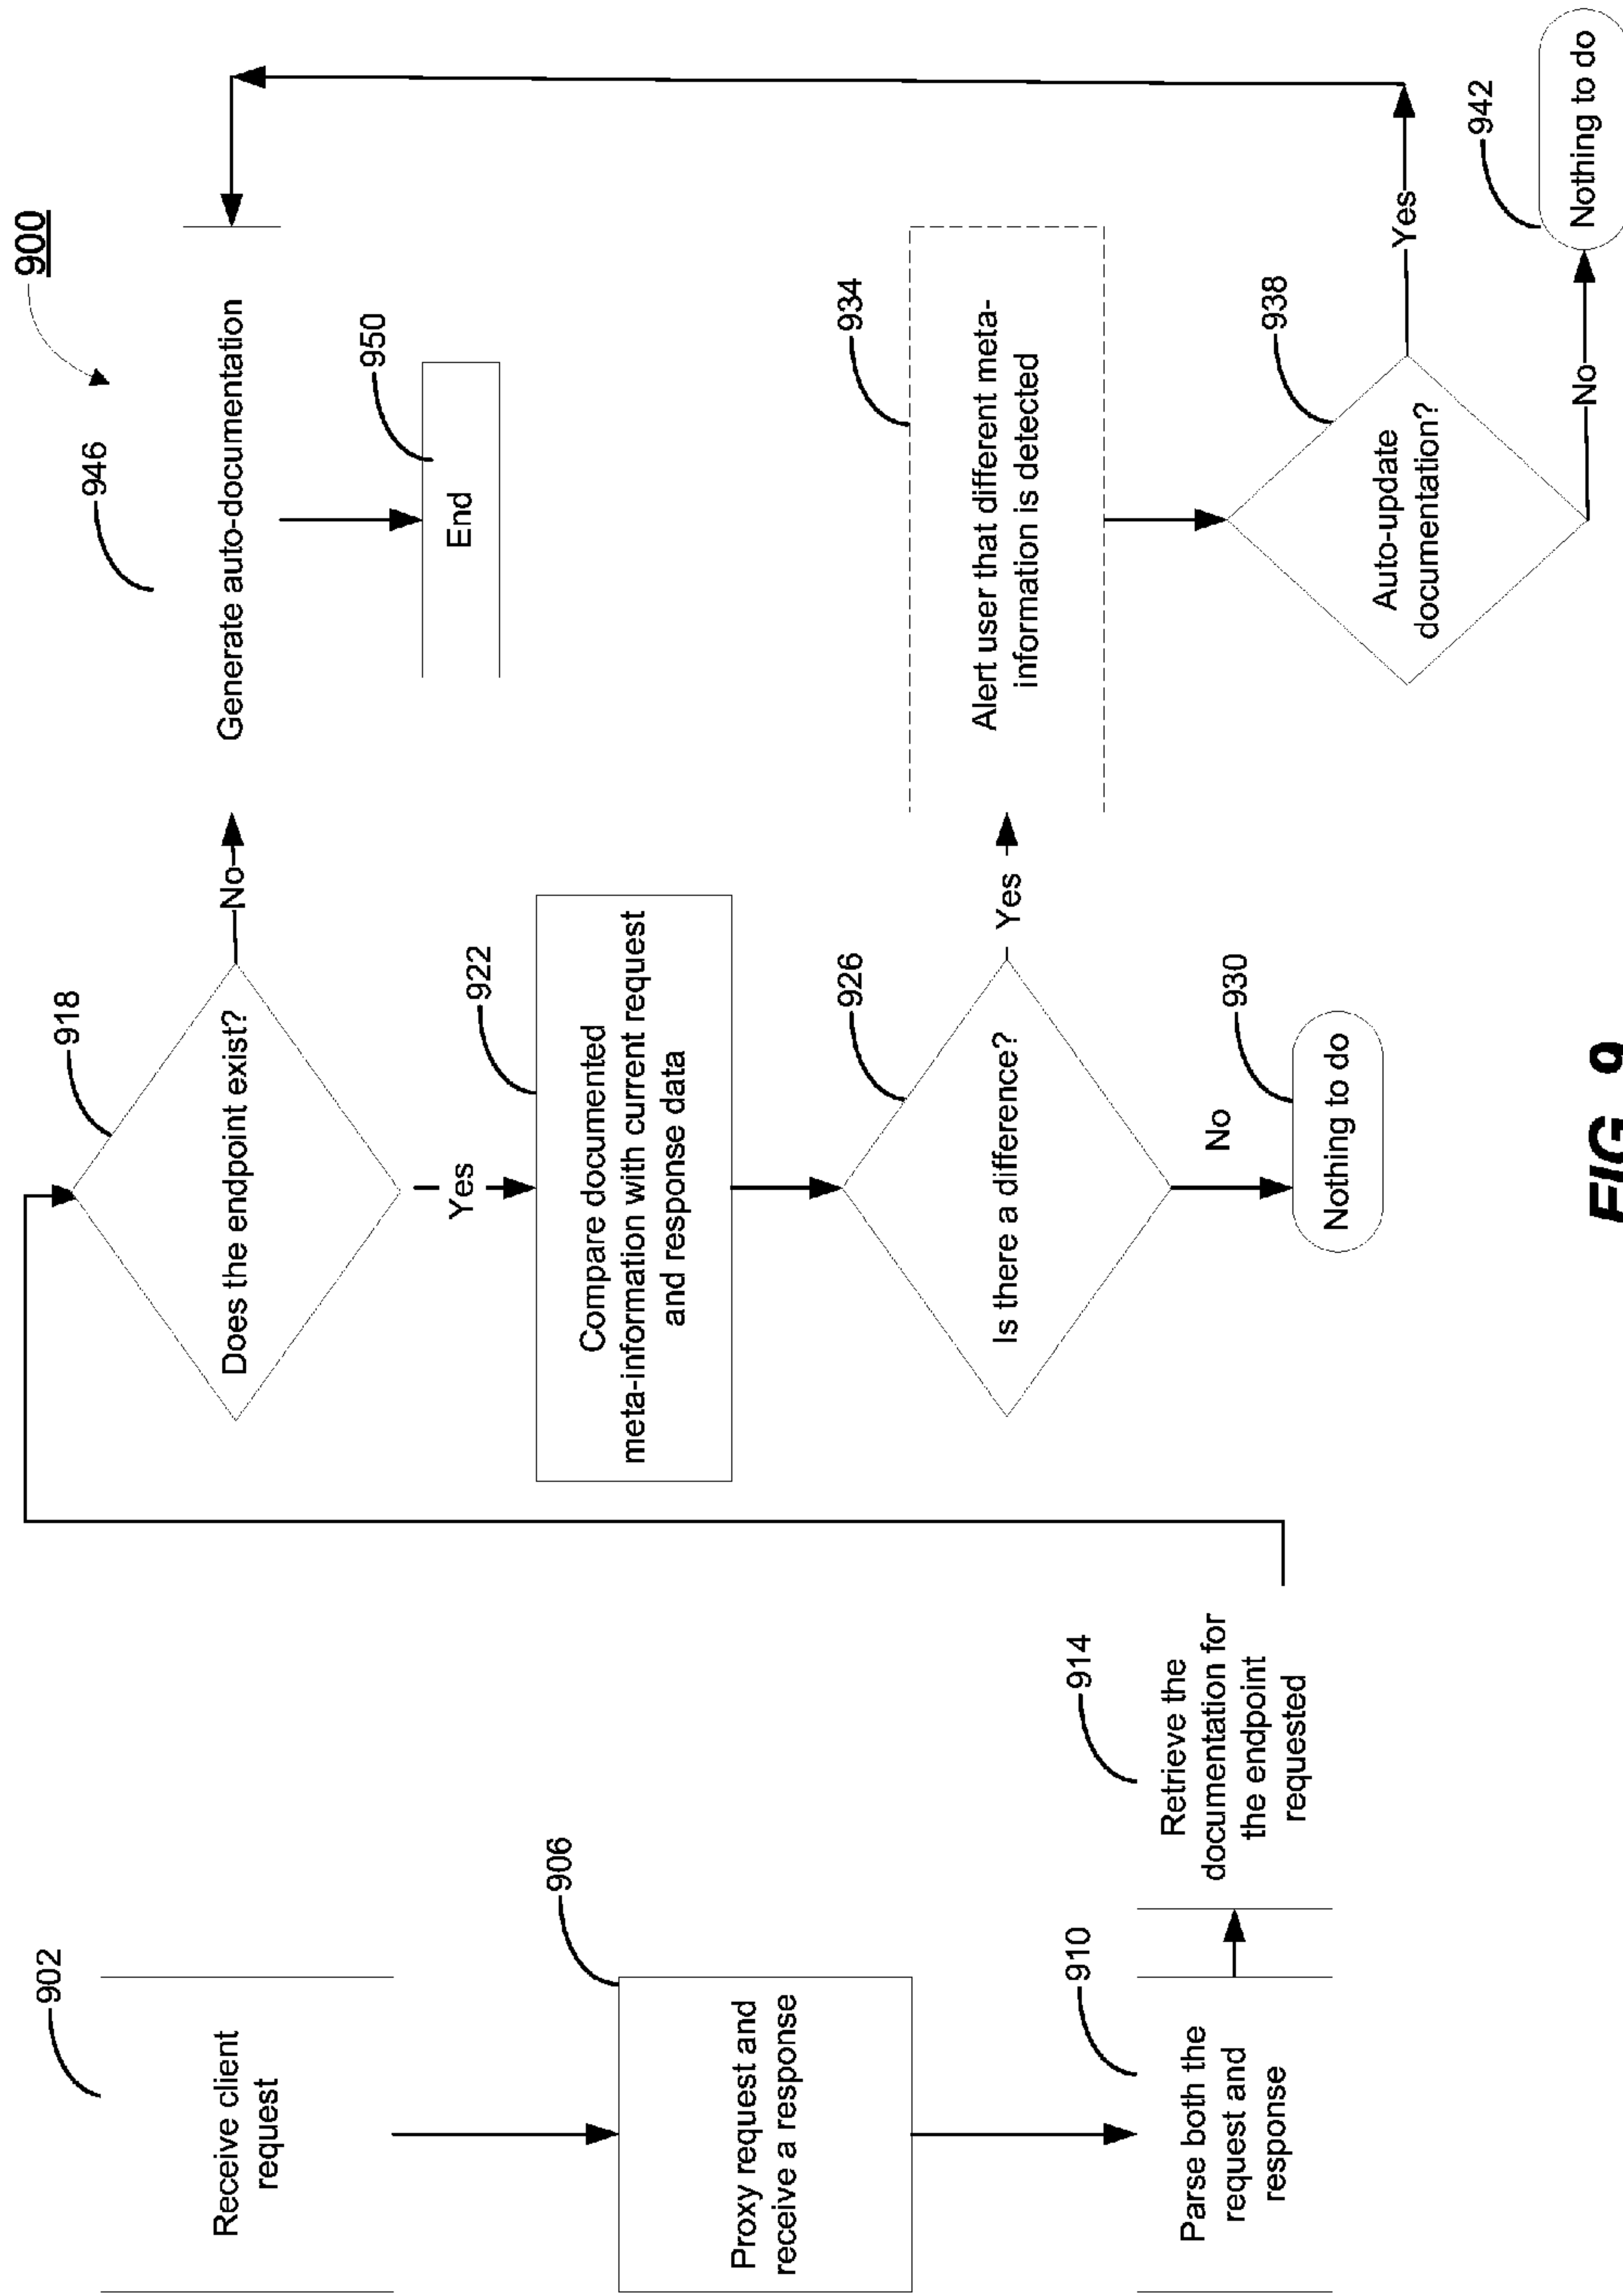 900
902
Receive client
request
906
Proxy request and
receive a response
910
Parse both the
request and
response
914
Retrieve the
documentation for
the endpoint
requested
918
Does the endpoint exist?
No
Yes
922
Compare documented
meta-information with current request
and response data
926
Is there a difference?
Yes
No
930
Nothing to do
934
Alert user that different meta-
information is detected
938
Auto-update
documentation?
Yes
No
942
Nothing to do
946
Generate auto-documentation
950
End
FIG. 9